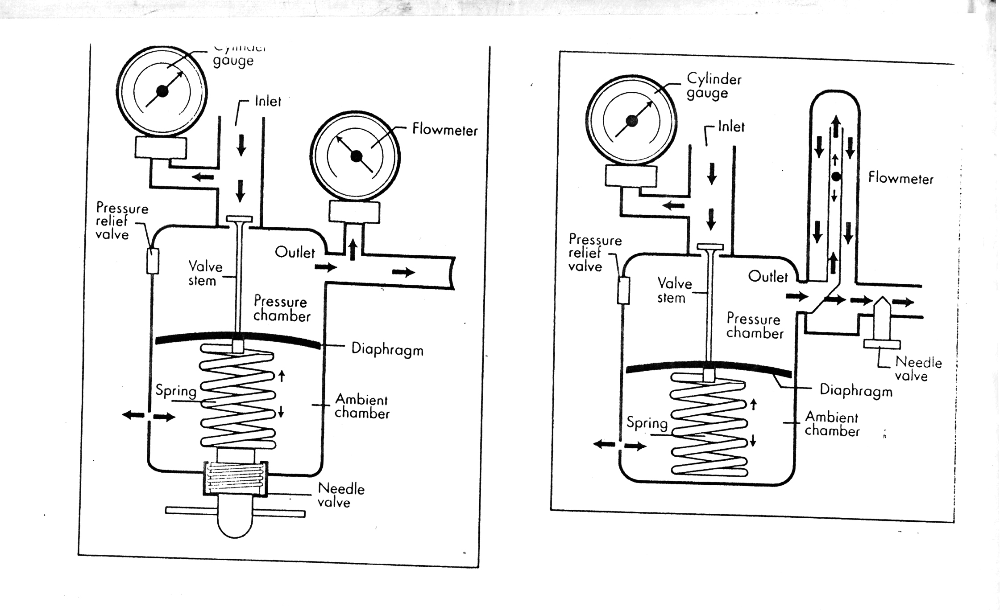 Cylinder
gauge
Inlet
Flowmeter
Pressure
relief
valve
Outlet
Valve
stem
Pressure
chamber
Diaphragm
Spring
Ambient
chamber
Needle
valve
Cylinder
gauge
Inlet
Flowmeter
Pressure
relief
valve
Outlet
Valve
stem
Pressure
chamber
Needle
valve
Diaphragm
Spring
Ambient
chamber